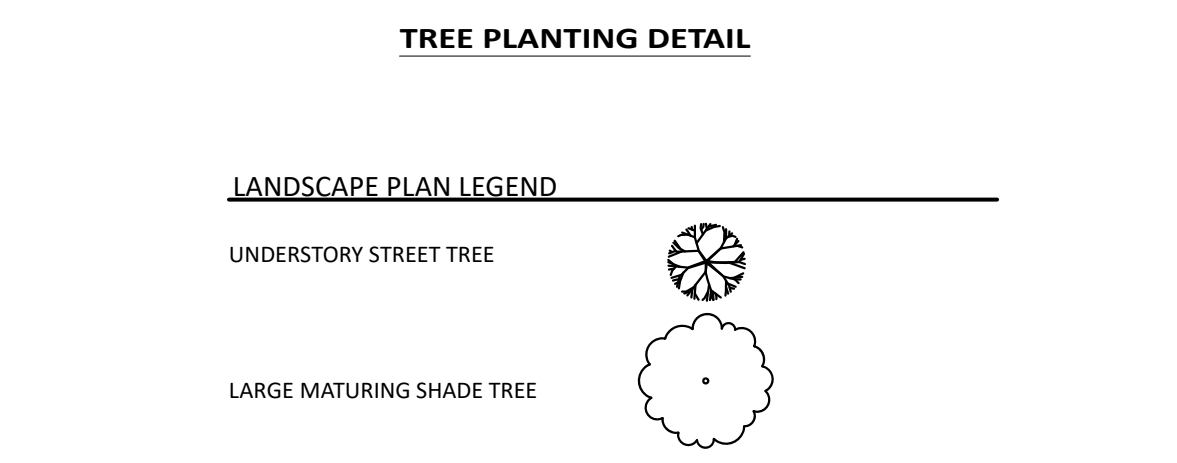 TREE PLANTING DETAIL
LANDSCAPE PLAN LEGEND
UNDERSTORY STREET TREE
LARGE MATURING SHADE TREE